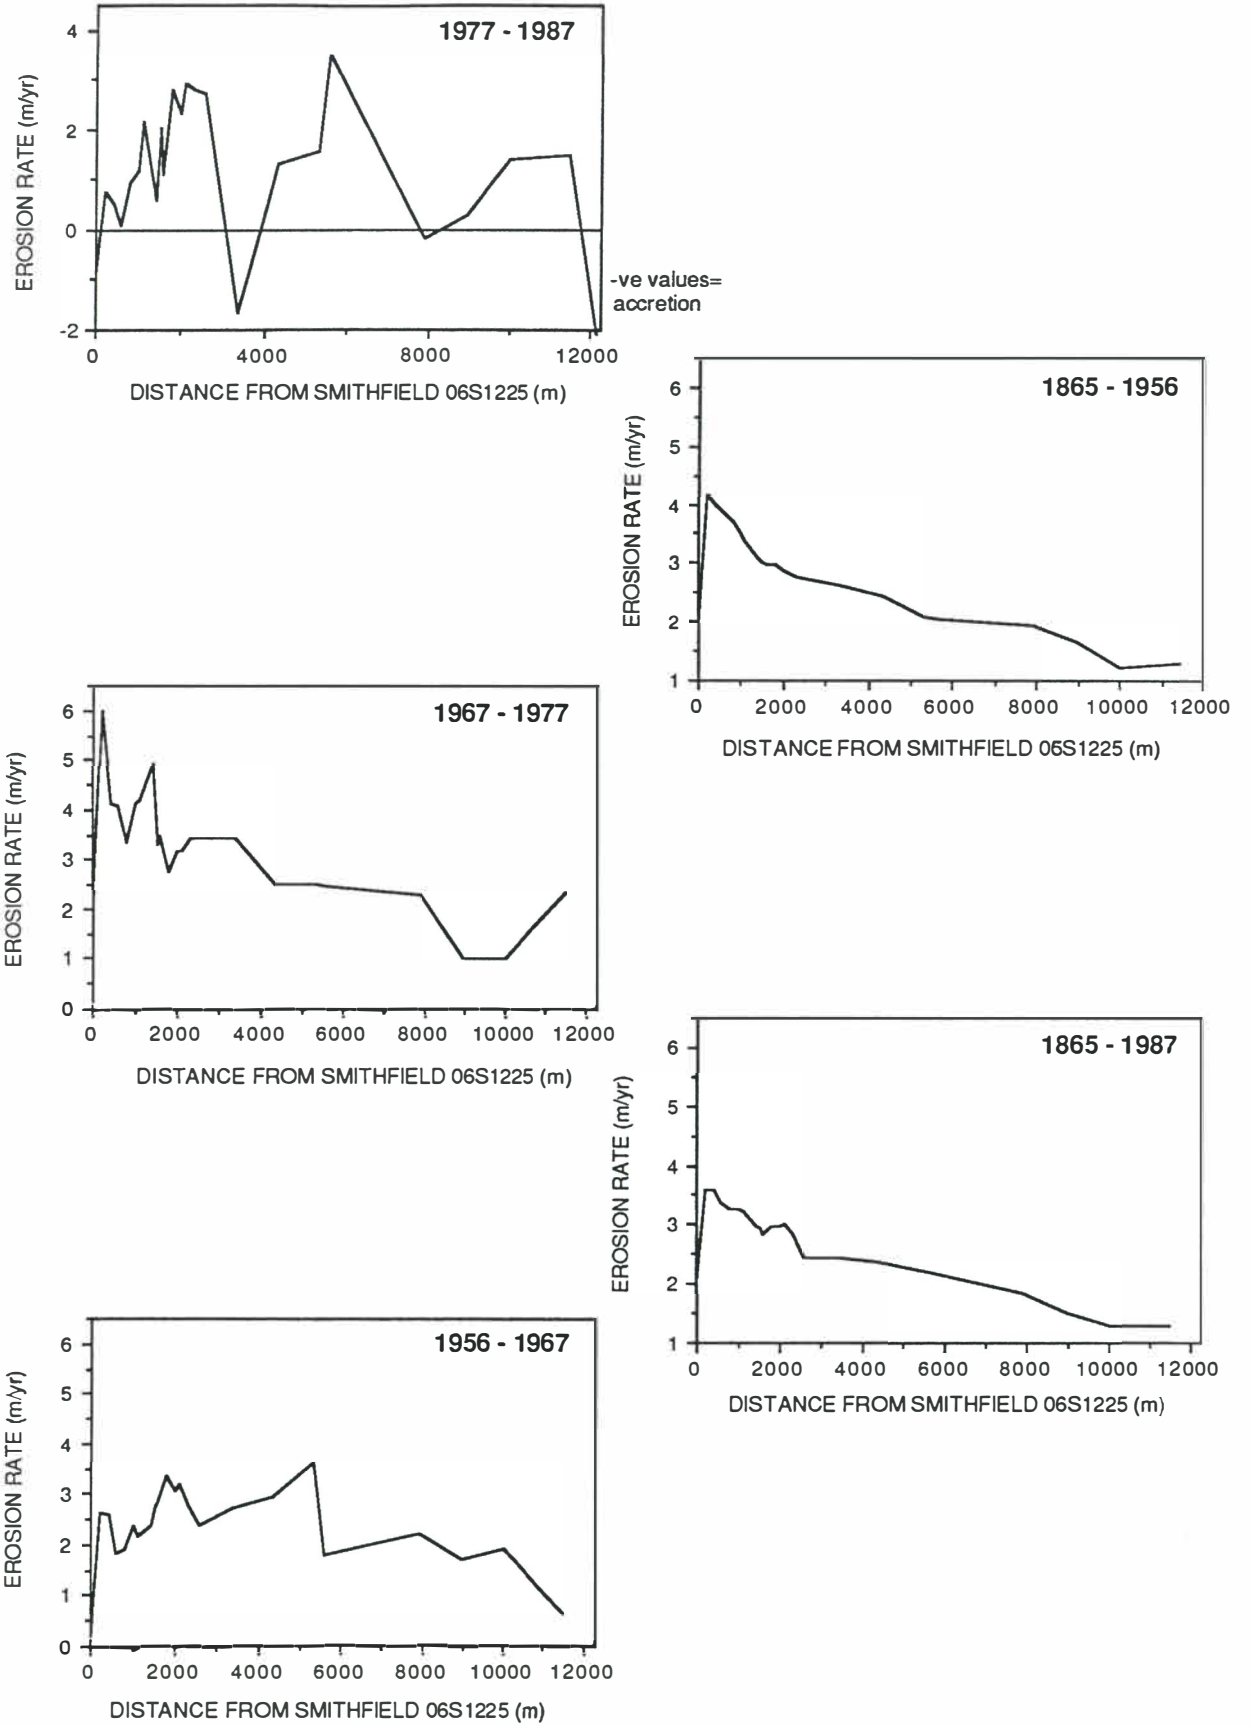 1977 - 1987
EROSION RATE (m/yr)
4
2
0
-2
0 4000 8000 12000
DISTANCE FROM SMITHFIELD 06S1225 (m)
-ve values=
accretion
1865 - 1956
EROSION RATE (m/yr)
6
5
4
3
2
1
0 2000 4000 6000 8000 10000 12000
DISTANCE FROM SMITHFIELD 06S1225 (m)
1967 - 1977
EROSION RATE (m/yr)
6
5
4
3
2
1
0
0 2000 4000 6000 8000 10000 12000
DISTANCE FROM SMITHFIELD 06S1225 (m)
1865 - 1987
EROSION RATE (m/yr)
6
5
4
3
2
1
0 2000 4000 6000 8000 10000 12000
DISTANCE FROM SMITHFIELD 06S1225 (m)
1956 - 1967
EROSION RATE (m/yr)
6
5
4
3
2
1
0
0 2000 4000 6000 8000 10000 12000
DISTANCE FROM SMITHFIELD 06S1225 (m)